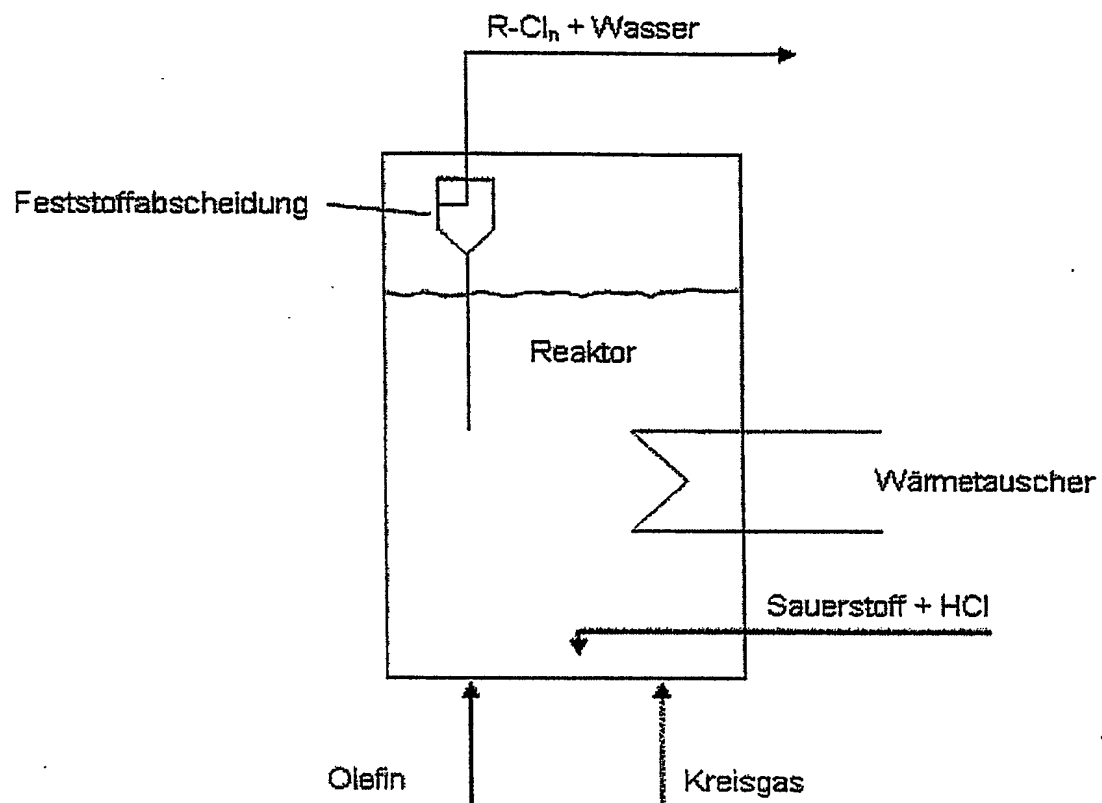 R-Clₙ + Wasser
Feststoffabscheidung
Reaktor
Wärmetauscher
Sauerstoff + HCl
Olefin
Kreisgas